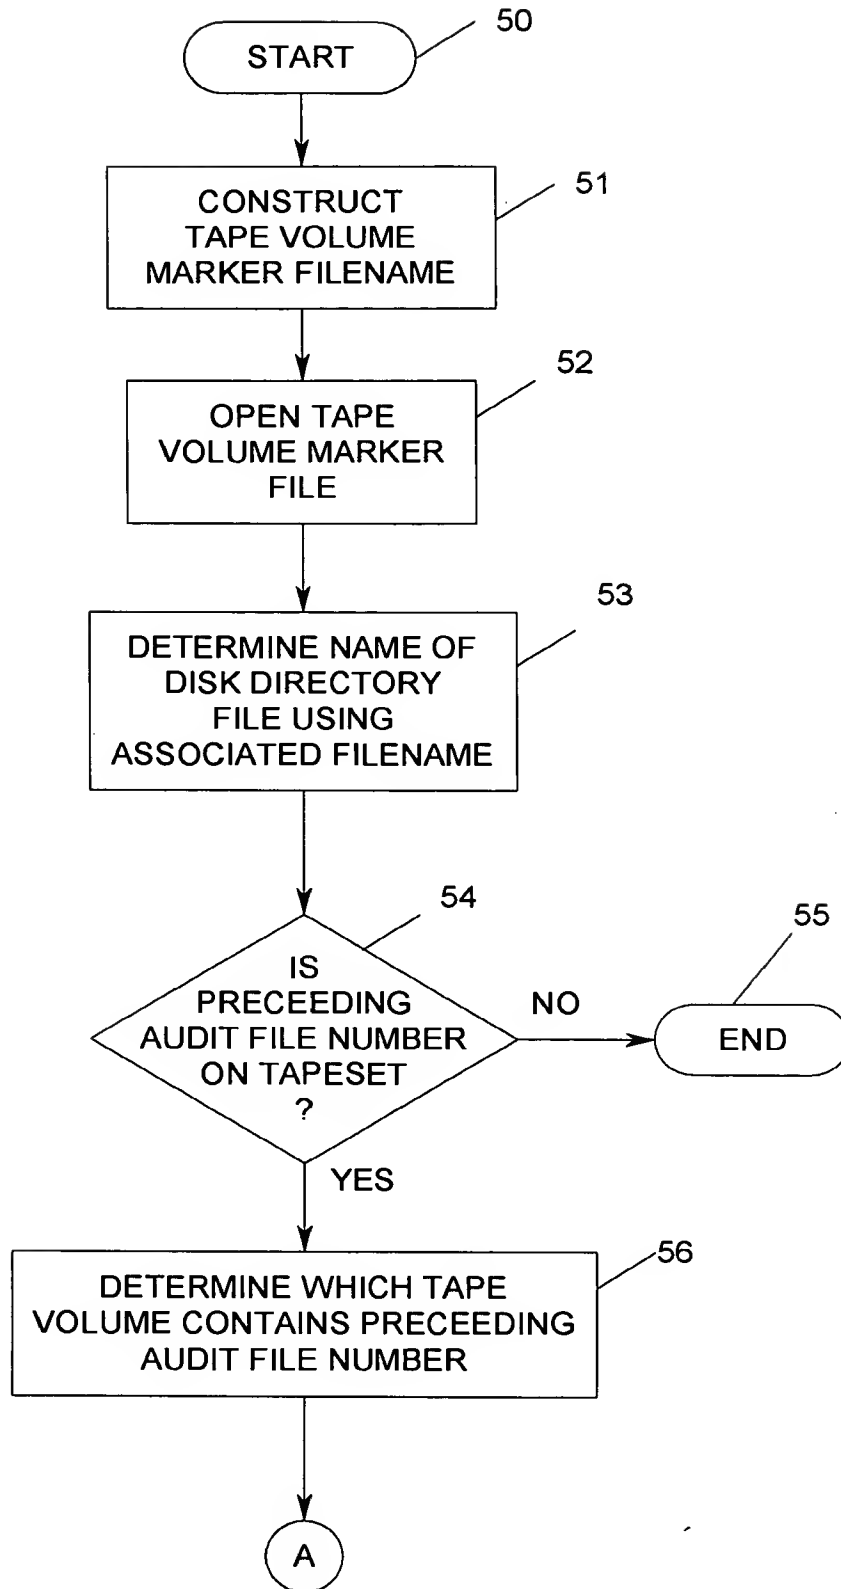 50
START
51
CONSTRUCT
TAPE VOLUME
MARKER FILENAME
52
OPEN TAPE
VOLUME MARKER
FILE
53
DETERMINE NAME OF
DISK DIRECTORY
FILE USING
ASSOCIATED FILENAME
54
IS
PRECEEDING
AUDIT FILE NUMBER
ON TAPESET
?
NO
55
END
YES
56
DETERMINE WHICH TAPE
VOLUME CONTAINS PRECEEDING
AUDIT FILE NUMBER
A